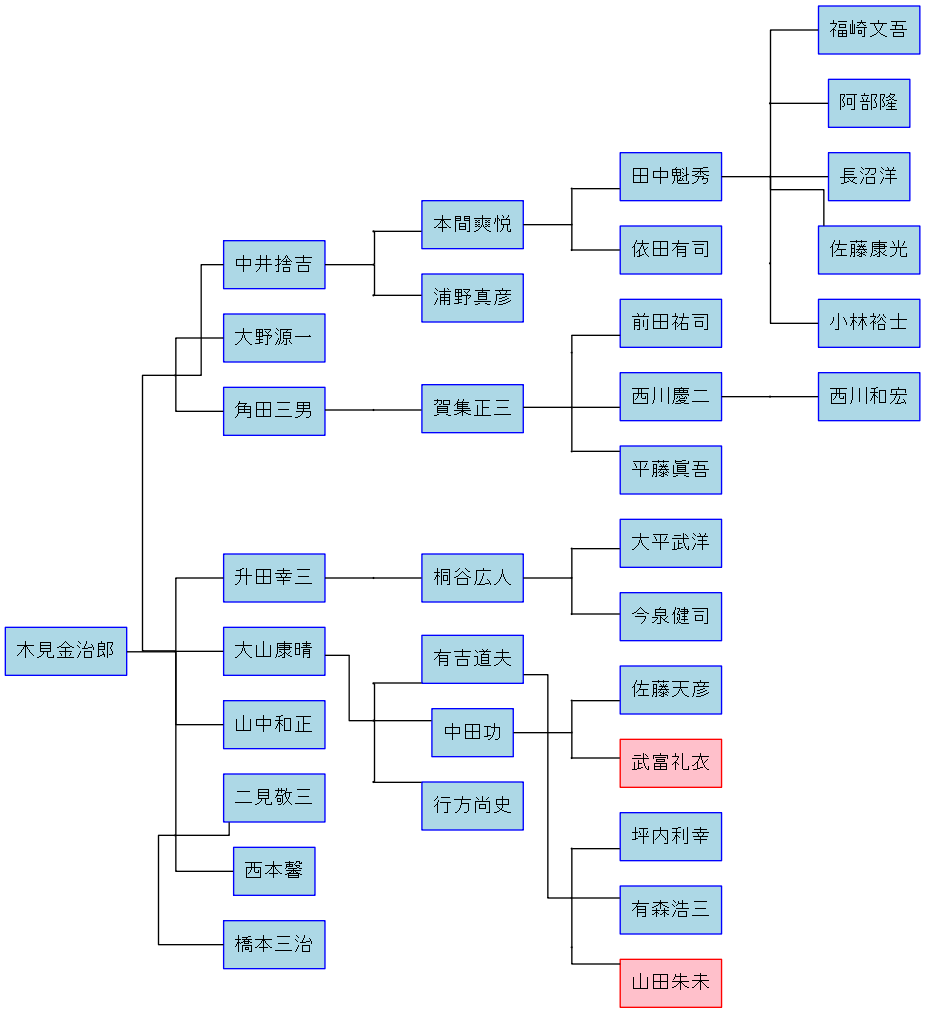 木見金治郎
中井捨吉
大野源一
角田三男
升田幸三
大山康晴
山中和正
二見敬三
西本馨
橋本三治
本間爽悦
浦野真彦
賀集正三
桐谷広人
有吉道夫
中田功
行方尚史
田中魁秀
依田有司
前田祐司
西川慶二
平藤眞吾
大平武洋
今泉健司
佐藤天彦
武富礼衣
坪内利幸
有森浩三
山田朱未
福崎文吾
阿部隆
長沼洋
佐藤康光
小林裕士
西川和宏